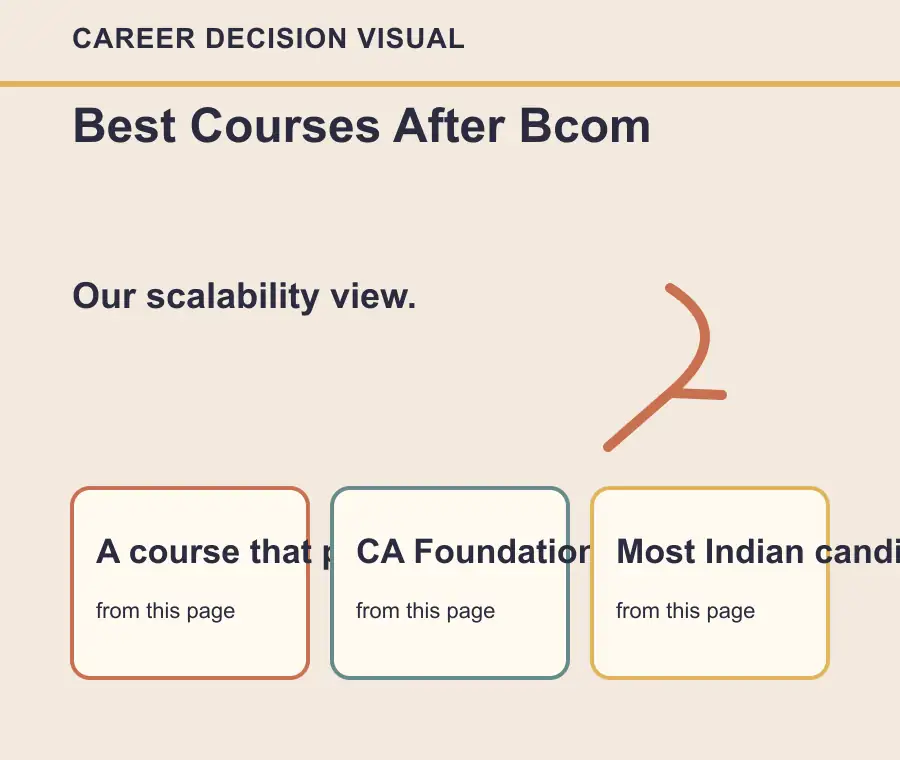 CAREER DECISION VISUAL
Best Courses After Bcom
Our scalability view.
A course that
CA Foundation
Most Indian candi
from this page
from this page
from this page